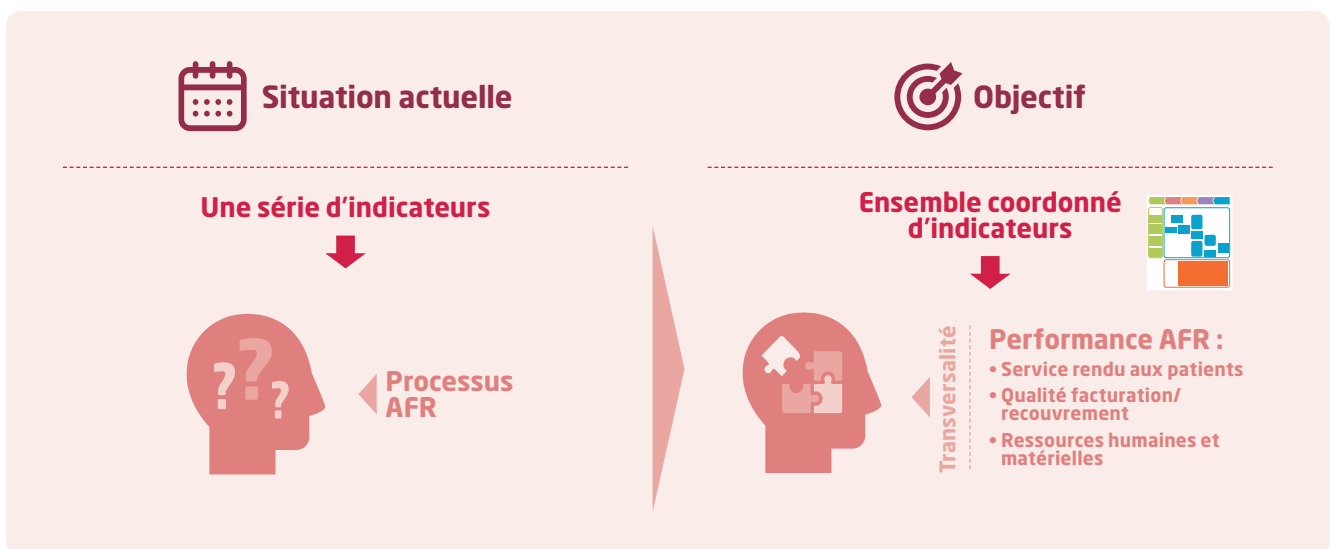 Situation actuelle
Une série d'indicateurs
? ? ?
Processus
AFR
Objectif
Ensemble coordonné
d'indicateurs
Transversalité
Performance AFR :
• Service rendu aux patients
• Qualité facturation/
recouvrement
• Ressources humaines et
matérielles